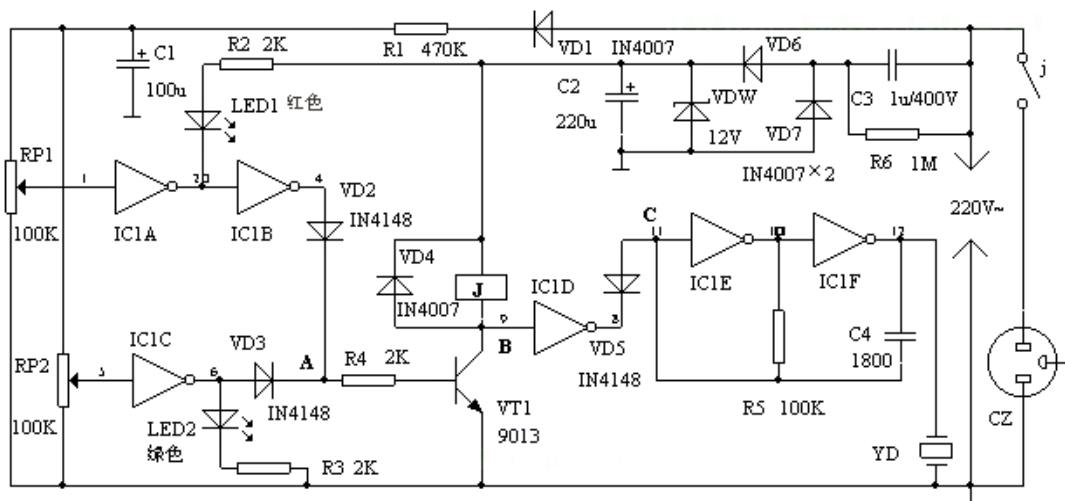 C1
100u
R2 2K
R1 470K
VD1
IN4007
VD6
j
LED1 红色
C2
220u
VDW
12V
VD7
C3
1u/400V
R6 1M
IN4007×2
220V~
RP1
100K
1
IC1A
IC1B
4
VD2
IN4148
VD4
IN4007
J
IC1D
9
B
8
VD5
IN4148
C
11
IC1E
IC1F
12
C4
1800
R5 100K
YD
CZ
RP2
100K
5
IC1C
6
VD3
IN4148
A
R4 2K
VT1
9013
LED2
绿色
R3 2K